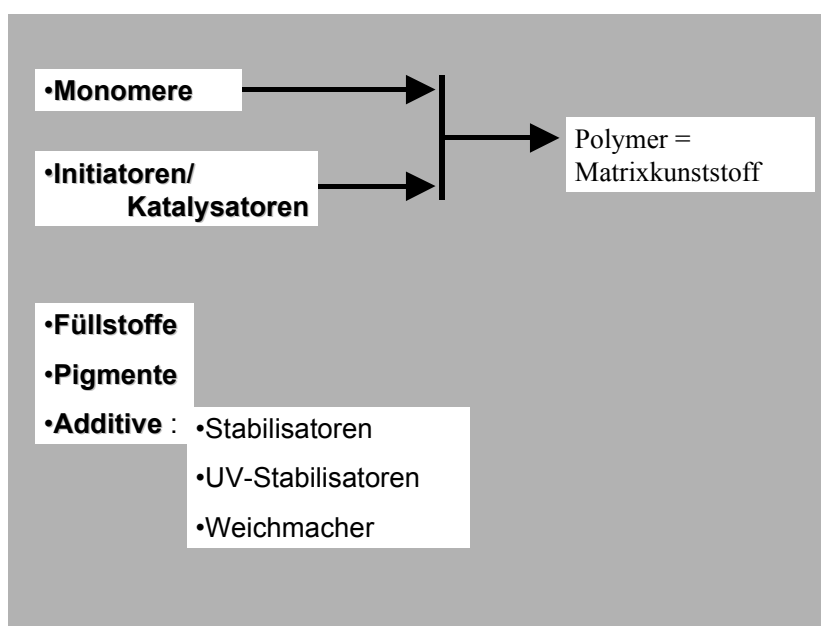 •Monomere
Polymer =
Matrixkunststoff
•Initiatoren/
Katalysatoren
•Füllstoffe
•Pigmente
•Additive :
•Stabilisatoren
•UV-Stabilisatoren
•Weichmacher